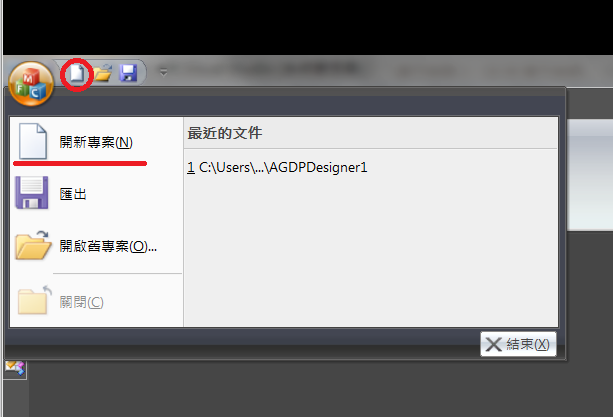 MFC
開新專案(N)
最近的文件
1 C:\Users\...\AGDPDesigner1
匯出
開啟舊專案(O)...
關閉(C)
結束(X)